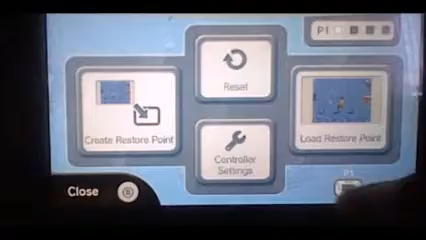 P1
Reset
Create Restore Point
Load Restore Point
Controller
Settings
P1
Close
B